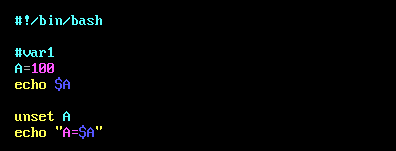 #!/bin/bash
#var1
A=100
echo $A
unset A
echo "A=$A"